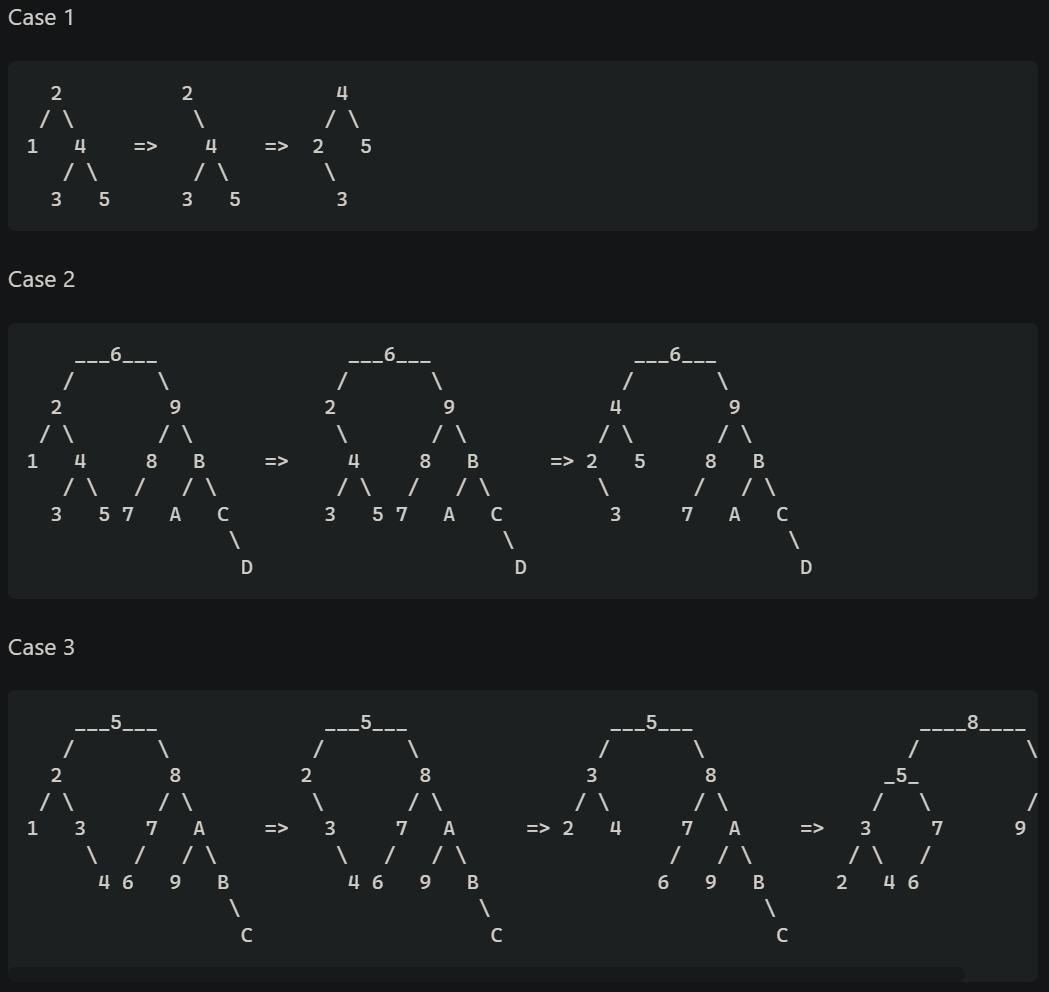 Case 1
    2          2            4
   / \          \          / \
  1   4    =>    4    =>  2   5
     / \        / \        \
    3   5      3   5        3
Case 2
      ___6___                ___6___                 ___6___
     /       \              /       \               /       \
    2         9            2         9             4         9
   / \       / \            \       / \           / \       / \
  1   4     8   B     =>     4     8   B      => 2   5     8   B
     / \   /   / \          / \   /   / \         \       /   / \
    3   5 7   A   C        3   5 7   A   C         3     7   A   C
                   \                      \                       \
                    D                      D                       D
Case 3
      ___5___              ___5___                 ___5___                   ____8____
     /       \            /       \               /       \                 /         \
    2         8          2         8             3         8              _5_
   / \       / \          \       / \           / \       / \            /   \        /
  1   3     7   A     =>   3     7   A      => 2   4     7   A     =>   3     7      9
       \   /   / \          \   /   / \                 /   / \        / \   /
        4 6   9   B          4 6   9   B               6   9   B      2   4 6
                   \                    \                       \
                    C                    C                       C